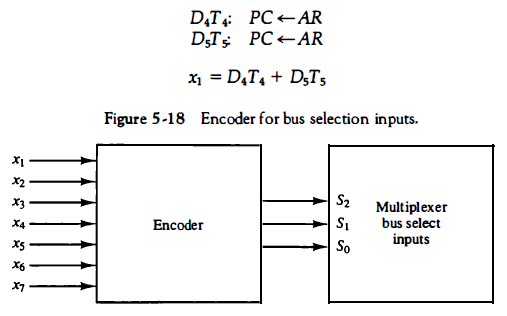 D₄T₄: PC ← AR
D₅T₅: PC ← AR
x₁ = D₄T₄ + D₅T₅
Figure 5-18 Encoder for bus selection inputs.
x₁
x₂
x₃
x₄
x₅
x₆
x₇
Encoder
S₂
S₁
S₀
Multiplexer
bus select
inputs